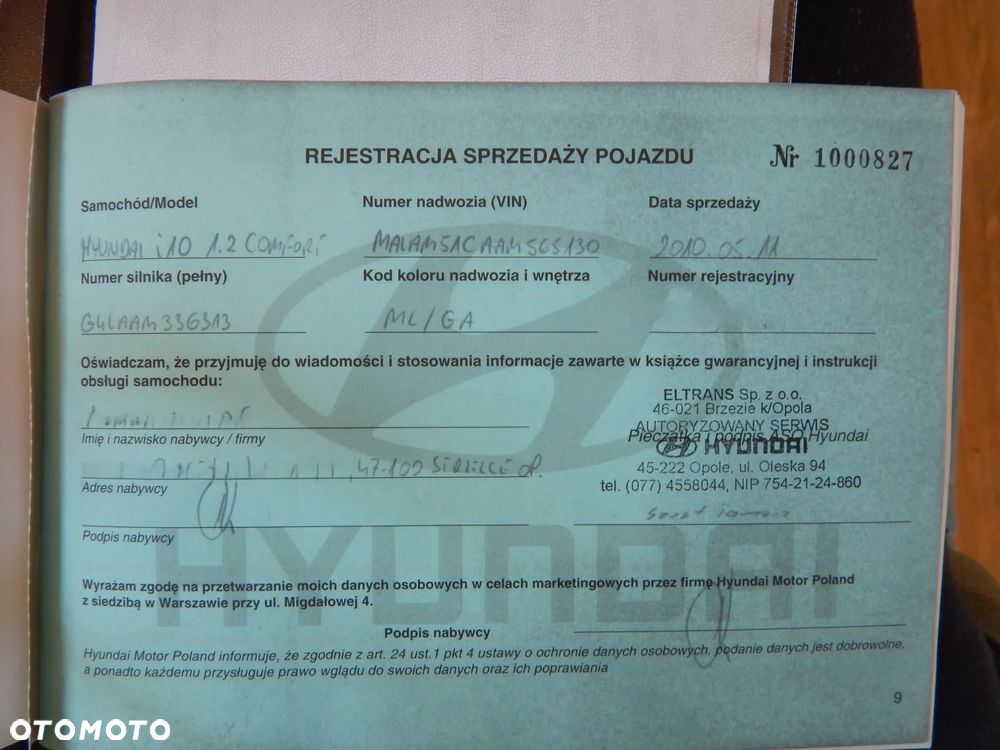 REJESTRACJA SPRZEDAŻY POJAZDU Nr 1000827
Samochód/Model Numer nadwozia (VIN) Data sprzedaży
HYUNDAI i10 1.2 COMFORT MALAM51CAAM565130 2010.05.11
Numer silnika (pełny) Kod koloru nadwozia i wnętrza Numer rejestracyjny
G4LAAM336313 ML/GA
Oświadczam, że przyjmuję do wiadomości i stosowania informacje zawarte w książce gwarancyjnej i instrukcji
obsługi samochodu:
ELTRANS Sp. z o.o.
46-021 Brzezie k/Opola
AUTORYZOWANY SERWIS
Imię i nazwisko nabywcy / firmy Pieczątka i podpis ASO Hyundai
HYUNDAI
47-100 STRZELCE OP.
45-222 Opole, ul. Oleska 94
Adres nabywcy tel. (077) 4558044, NIP 754-21-24-860
Podpis nabywcy
HYUNDAI
Wyrażam zgodę na przetwarzanie moich danych osobowych w celach marketingowych przez firmę Hyundai Motor Poland
z siedzibą w Warszawie przy ul. Migdałowej 4.
Podpis nabywcy
Hyundai Motor Poland informuje, że zgodnie z art. 24 ust.1 pkt 4 ustawy o ochronie danych osobowych, podanie danych jest dobrowolne,
a ponadto każdemu przysługuje prawo wglądu do swoich danych oraz ich poprawiania
9
OTOMOTO